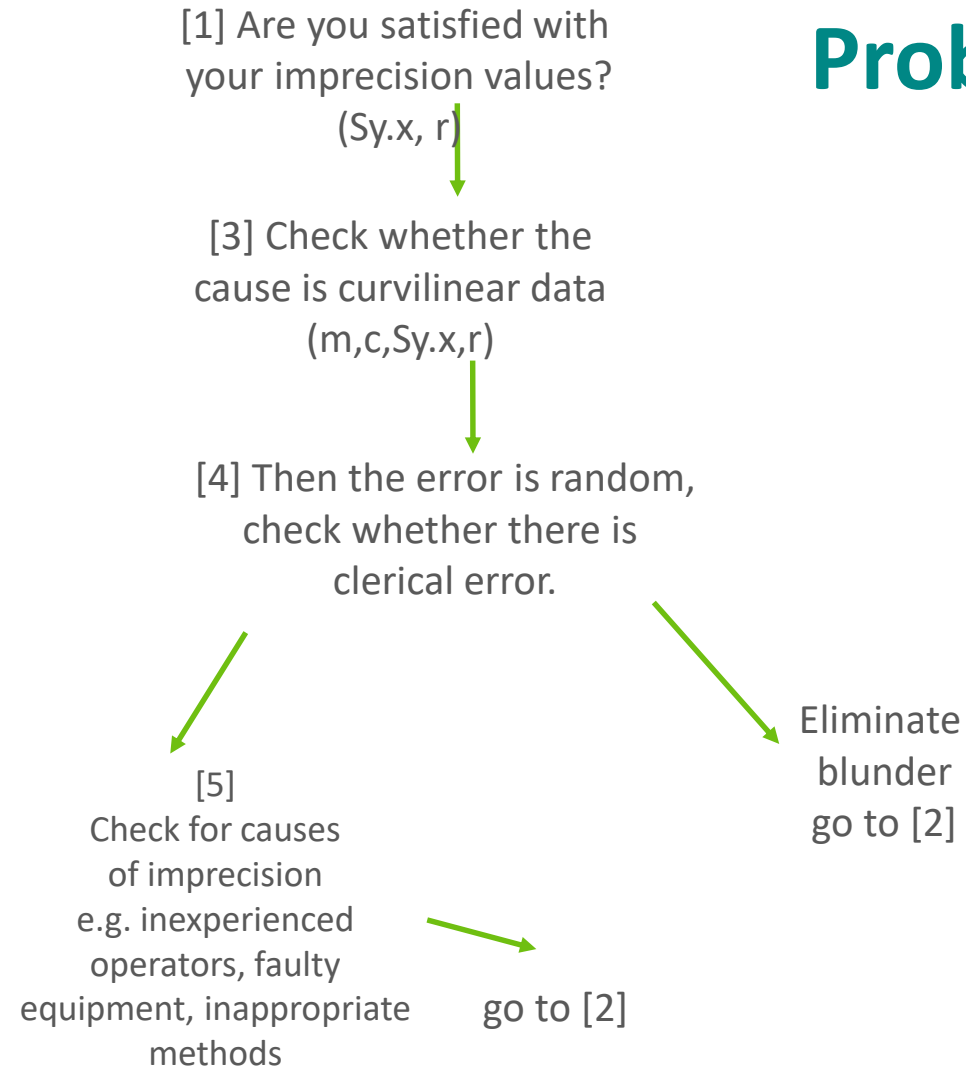 [1] Are you satisfied with
your imprecision values?
(Sy.x, r)
Prob
[3] Check whether the
cause is curvilinear data
(m,c,Sy.x,r)
[4] Then the error is random,
check whether there is
clerical error.
Eliminate
blunder
go to [2]
[5]
Check for causes
of imprecision
e.g. inexperienced
operators, faulty
equipment, inappropriate
methods
go to [2]